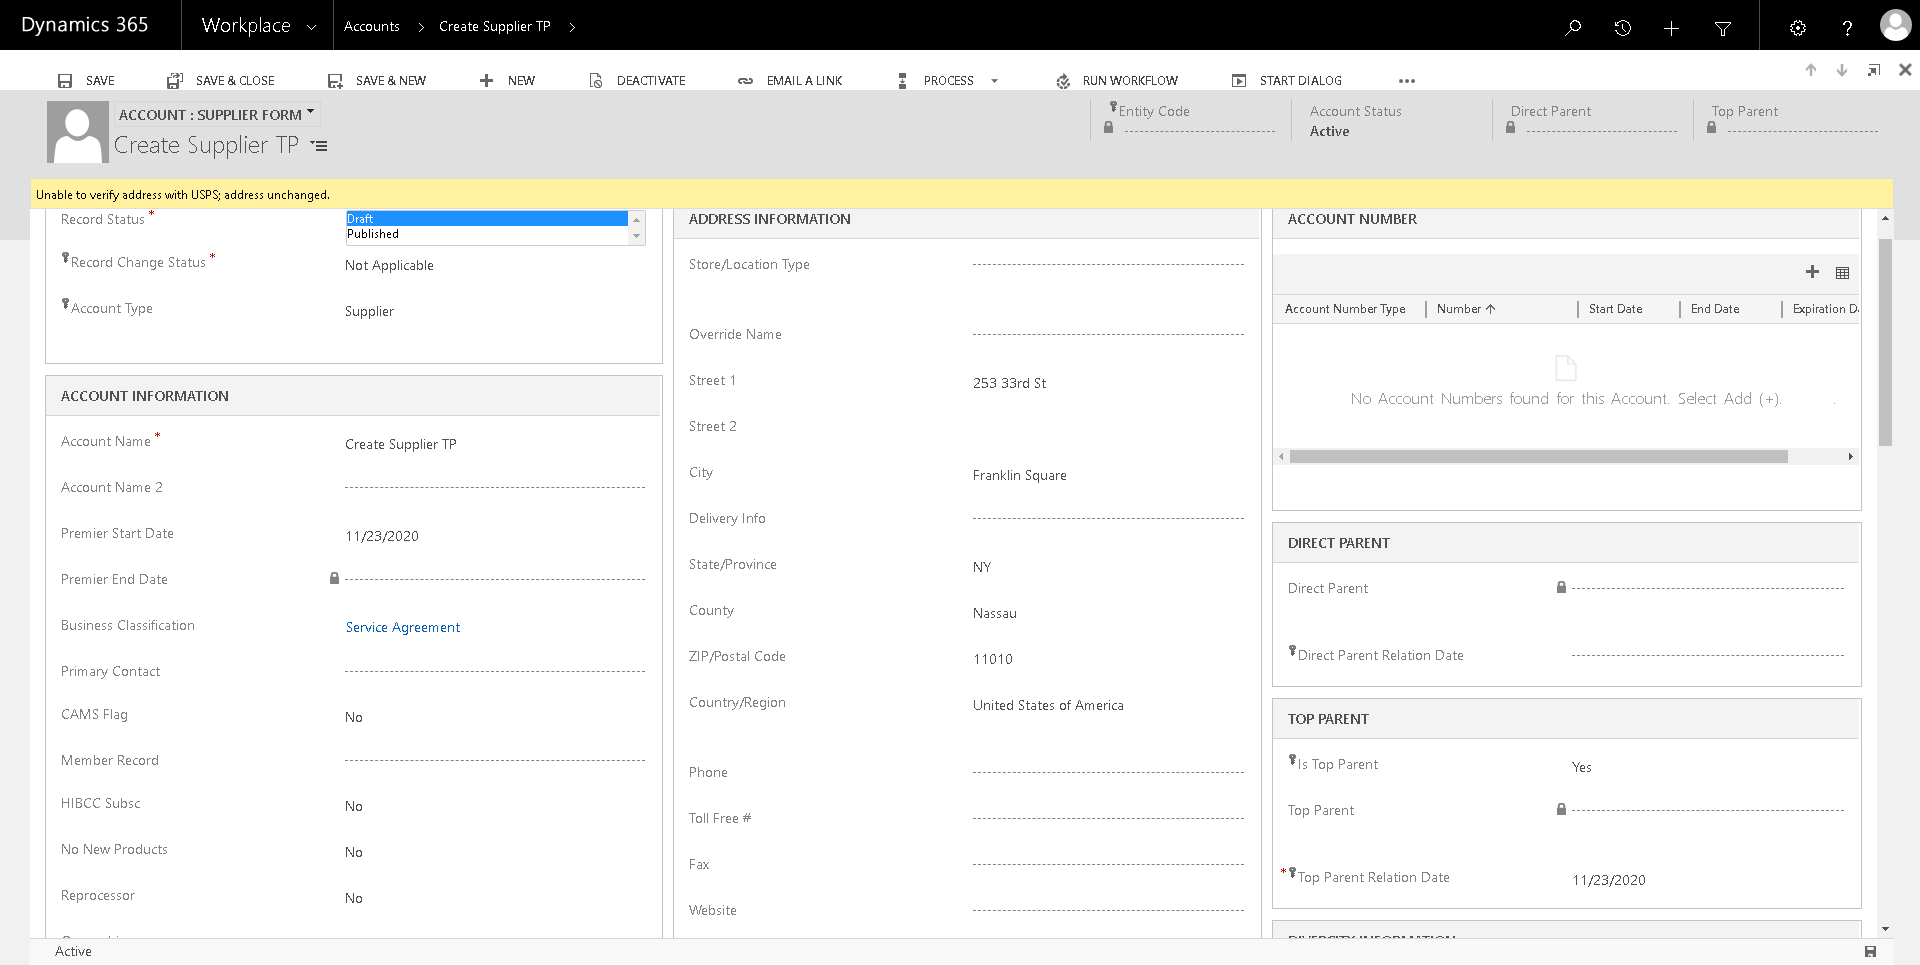 Dynamics 365
Workplace
Accounts
Create Supplier TP
SAVE
SAVE & CLOSE
SAVE & NEW
NEW
DEACTIVATE
EMAIL A LINK
PROCESS
RUN WORKFLOW
START DIALOG
ACCOUNT : SUPPLIER FORM
Create Supplier TP
Entity Code
Account Status
Active
Direct Parent
Top Parent
Unable to verify address with USPS; address unchanged.
Record Status *
Draft
Published
Record Change Status *
Not Applicable
Account Type
Supplier
ACCOUNT INFORMATION
Account Name *
Create Supplier TP
Account Name 2
Premier Start Date
11/23/2020
Premier End Date
Business Classification
Service Agreement
Primary Contact
CAMS Flag
No
Member Record
HIBCC Subsc
No
No New Products
No
Reprocessor
No
ADDRESS INFORMATION
Store/Location Type
Override Name
Street 1
253 33rd St
Street 2
City
Franklin Square
Delivery Info
State/Province
NY
County
Nassau
ZIP/Postal Code
11010
Country/Region
United States of America
Phone
Toll Free #
Fax
Website
ACCOUNT NUMBER
Account Number Type
Number
Start Date
End Date
Expiration D
No Account Numbers found for this Account. Select Add (+).
DIRECT PARENT
Direct Parent
Direct Parent Relation Date
TOP PARENT
Is Top Parent
Yes
Top Parent
* Top Parent Relation Date
11/23/2020
DIVERSITY INFORMATION
Active